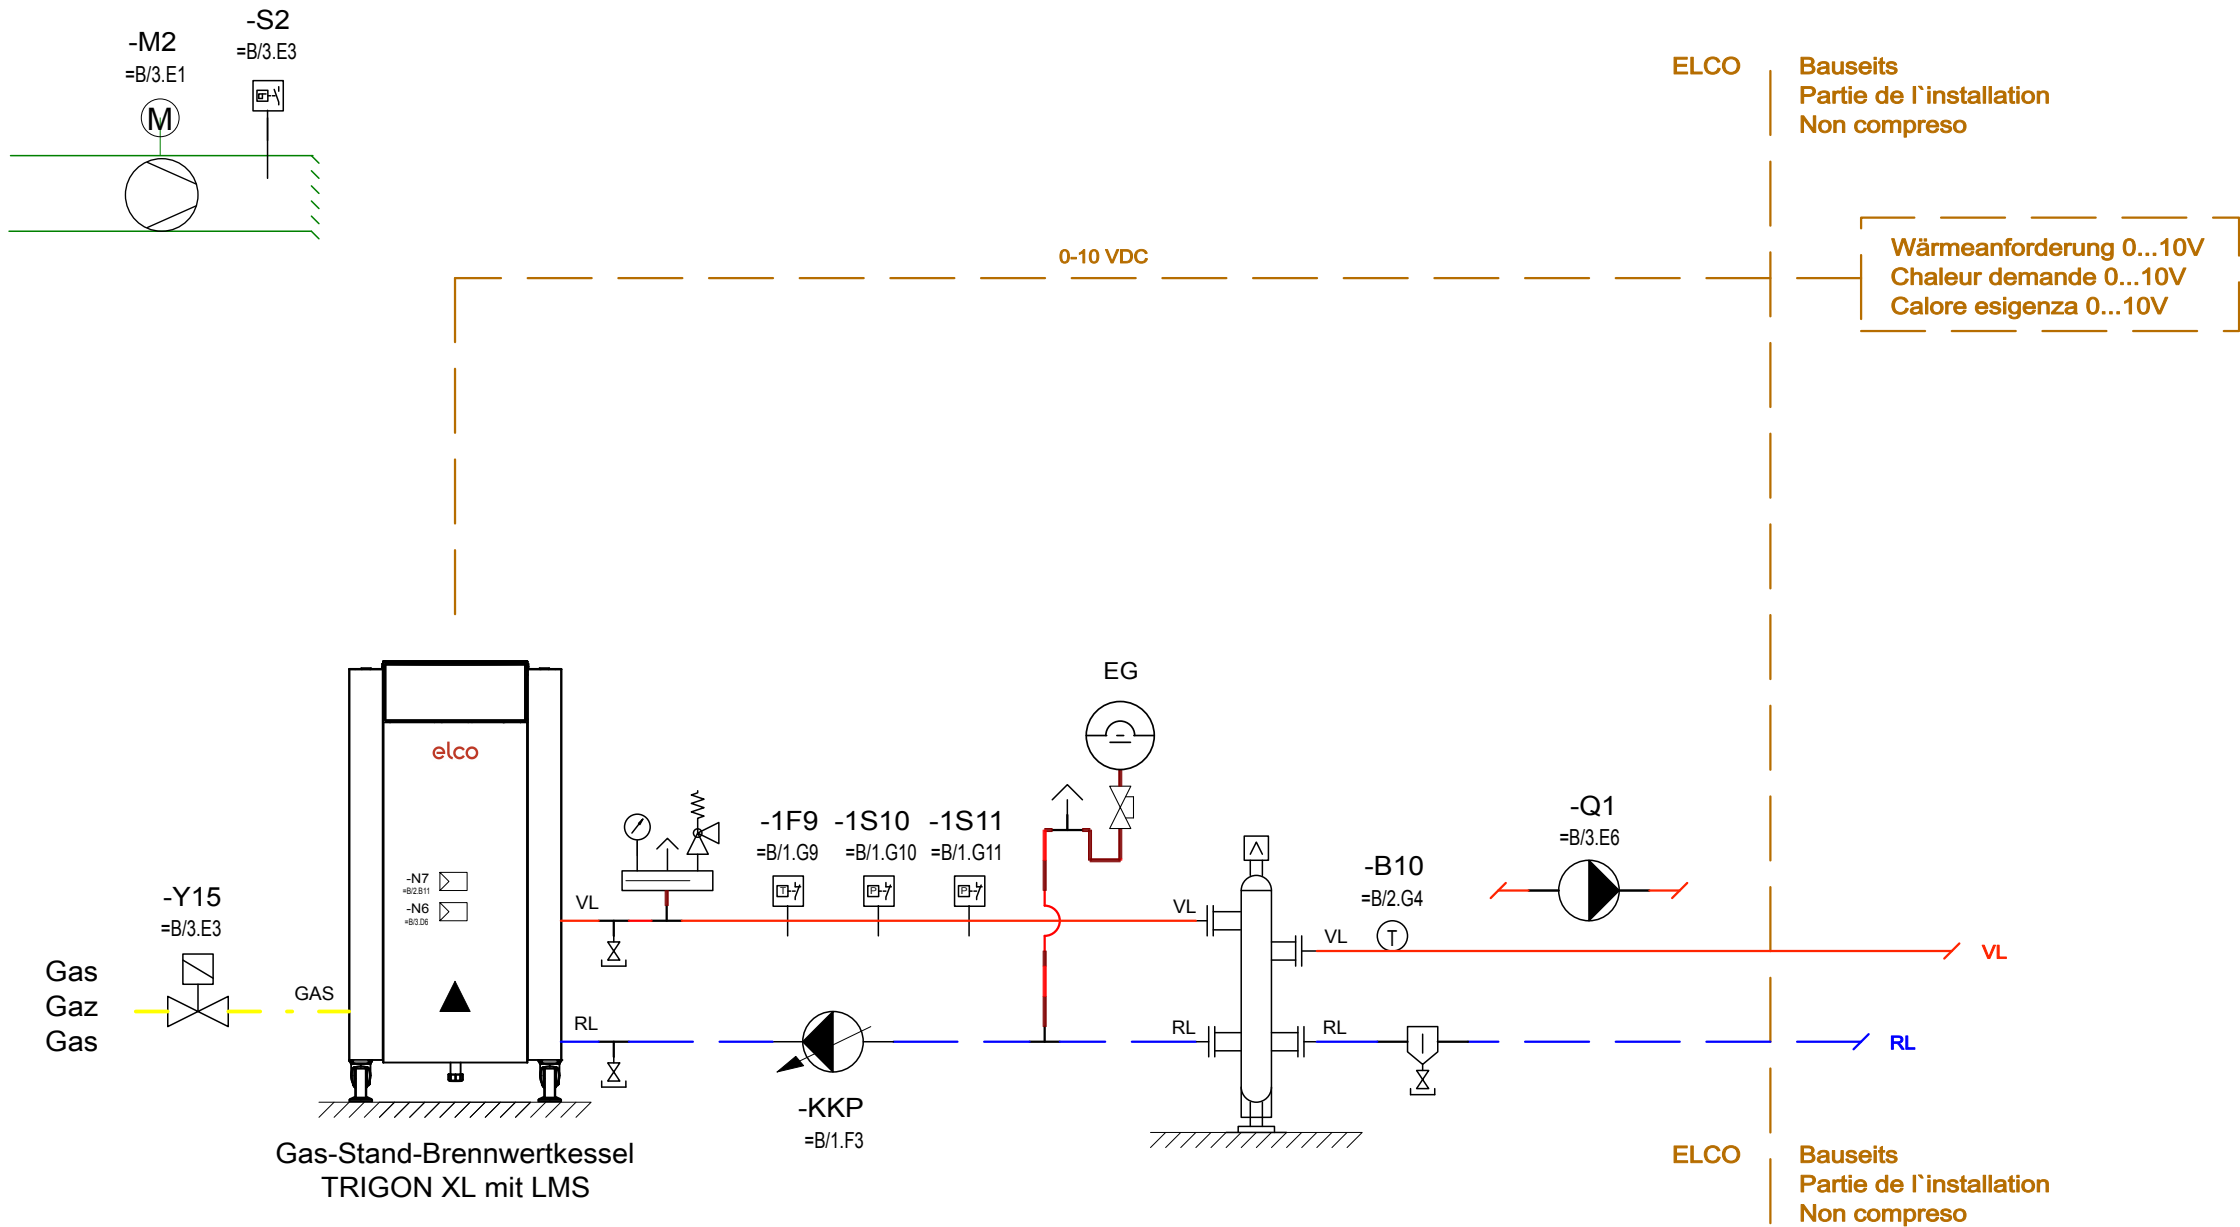 -S2
=B/3.E3
-M2
=B/3.E1
M
ELCO
Bauseits
Partie de l`installation
Non compreso
0-10 VDC
Wärmeanforderung 0...10V
Chaleur demande 0...10V
Calore esigenza 0...10V
EG
elco
-N7
=B/2.B11
-N6
=B/3.D6
-Y15
=B/3.E3
Gas
Gaz
Gas
GAS
VL
RL
-1F9
=B/1.G9
T
-1S10
=B/1.G10
P
-1S11
=B/1.G11
P
-KKP
=B/1.F3
VL
RL
VL
RL
-B10
=B/2.G4
T
-Q1
=B/3.E6
VL
RL
Gas-Stand-Brennwertkessel
TRIGON XL mit LMS
ELCO
Bauseits
Partie de l`installation
Non compreso